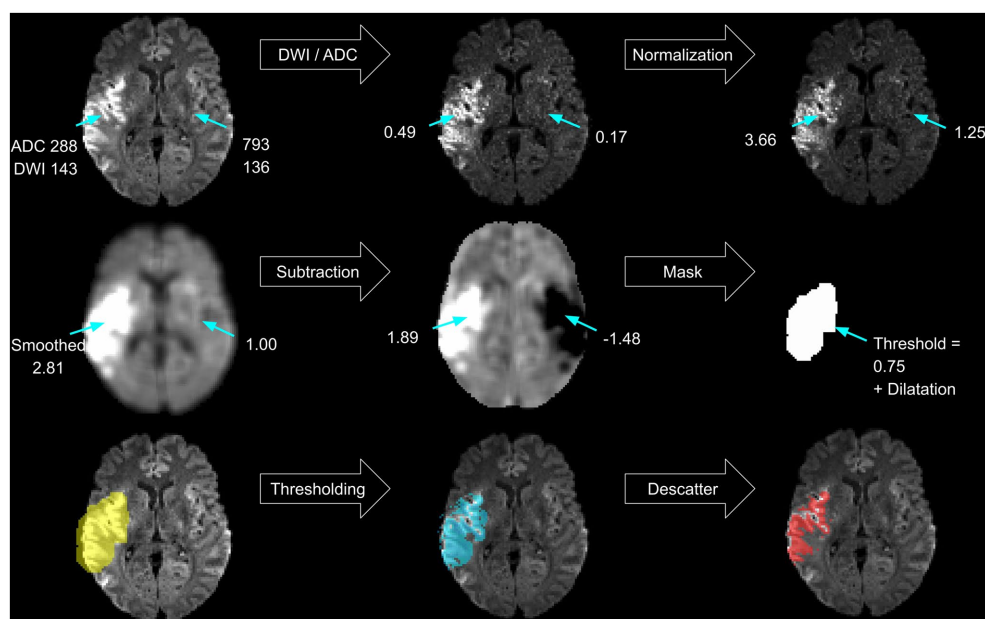 DWI / ADC
Normalization
ADC 288
DWI 143
793
136
0.49
0.17
3.66
1.25
Subtraction
Mask
Smoothed
2.81
1.00
1.89
-1.48
Threshold =
0.75
+ Dilatation
Thresholding
Descatter